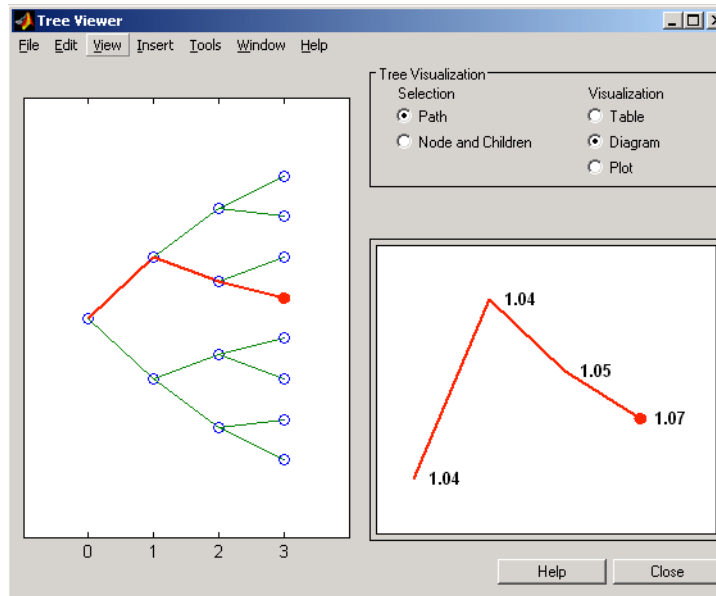 Tree Viewer
File Edit View Insert Tools Window Help
Tree Visualization
Selection
Visualization
Path
Table
Node and Children
Diagram
Plot
1.04
1.05
1.07
1.04
0 1 2 3
Help
Close